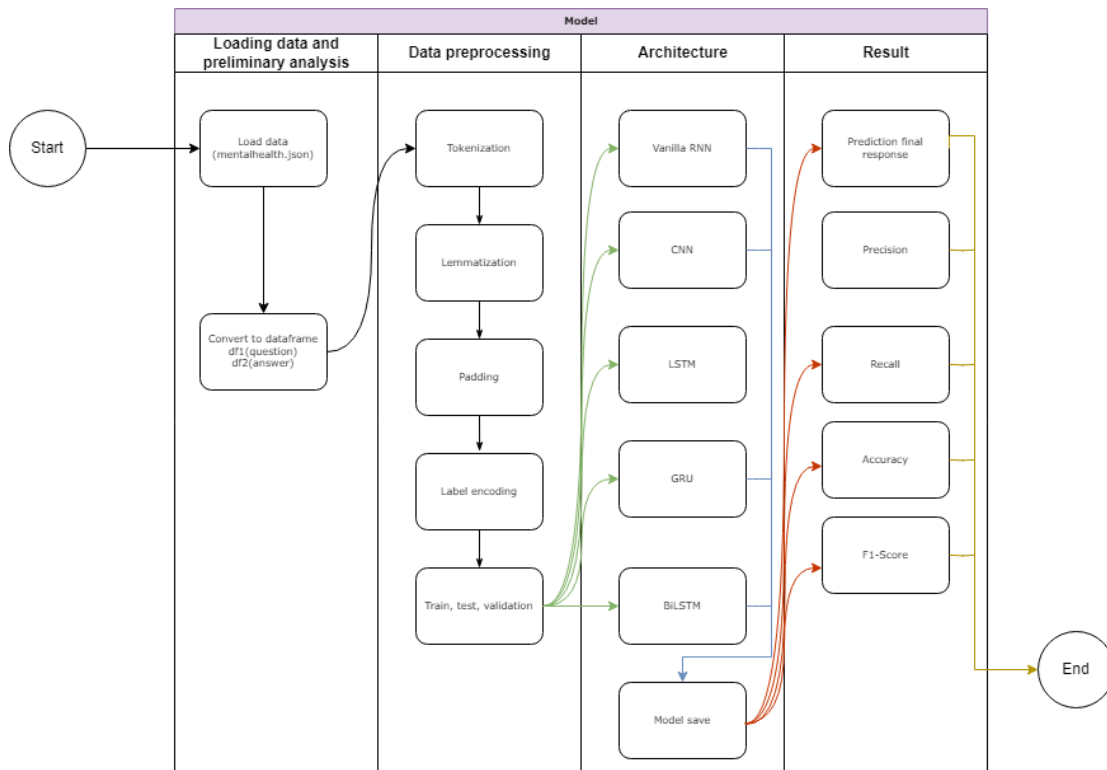 Model
Loading data and
preliminary analysis
Data preprocessing
Architecture
Result
Start
Load data
(mentalhealth.json)
Convert to dataframe
df1(question)
df2(answer)
Tokenization
Lemmatization
Padding
Label encoding
Train, test, validation
Vanilla RNN
CNN
LSTM
GRU
BiLSTM
Model save
Prediction final
response
Precision
Recall
Accuracy
F1-Score
End